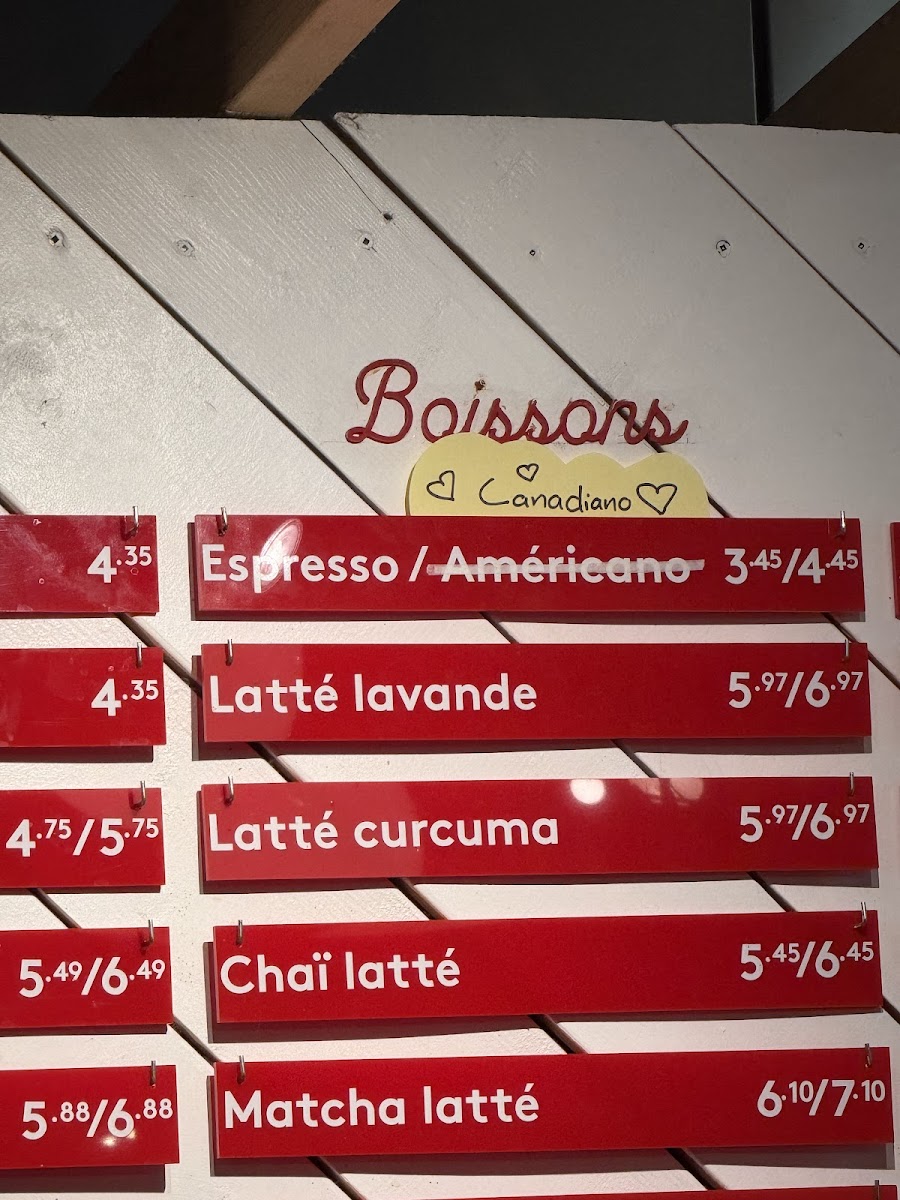 Boissons
♡ ♡ Canadiano ♡
4.35
Espresso / Américano 3.45/4.45
4.35
Latté lavande 5.97/6.97
4.75/5.75
Latté curcuma 5.97/6.97
5.49/6.49
Chaï latté 5.45/6.45
5.88/6.88
Matcha latté 6.10/7.10